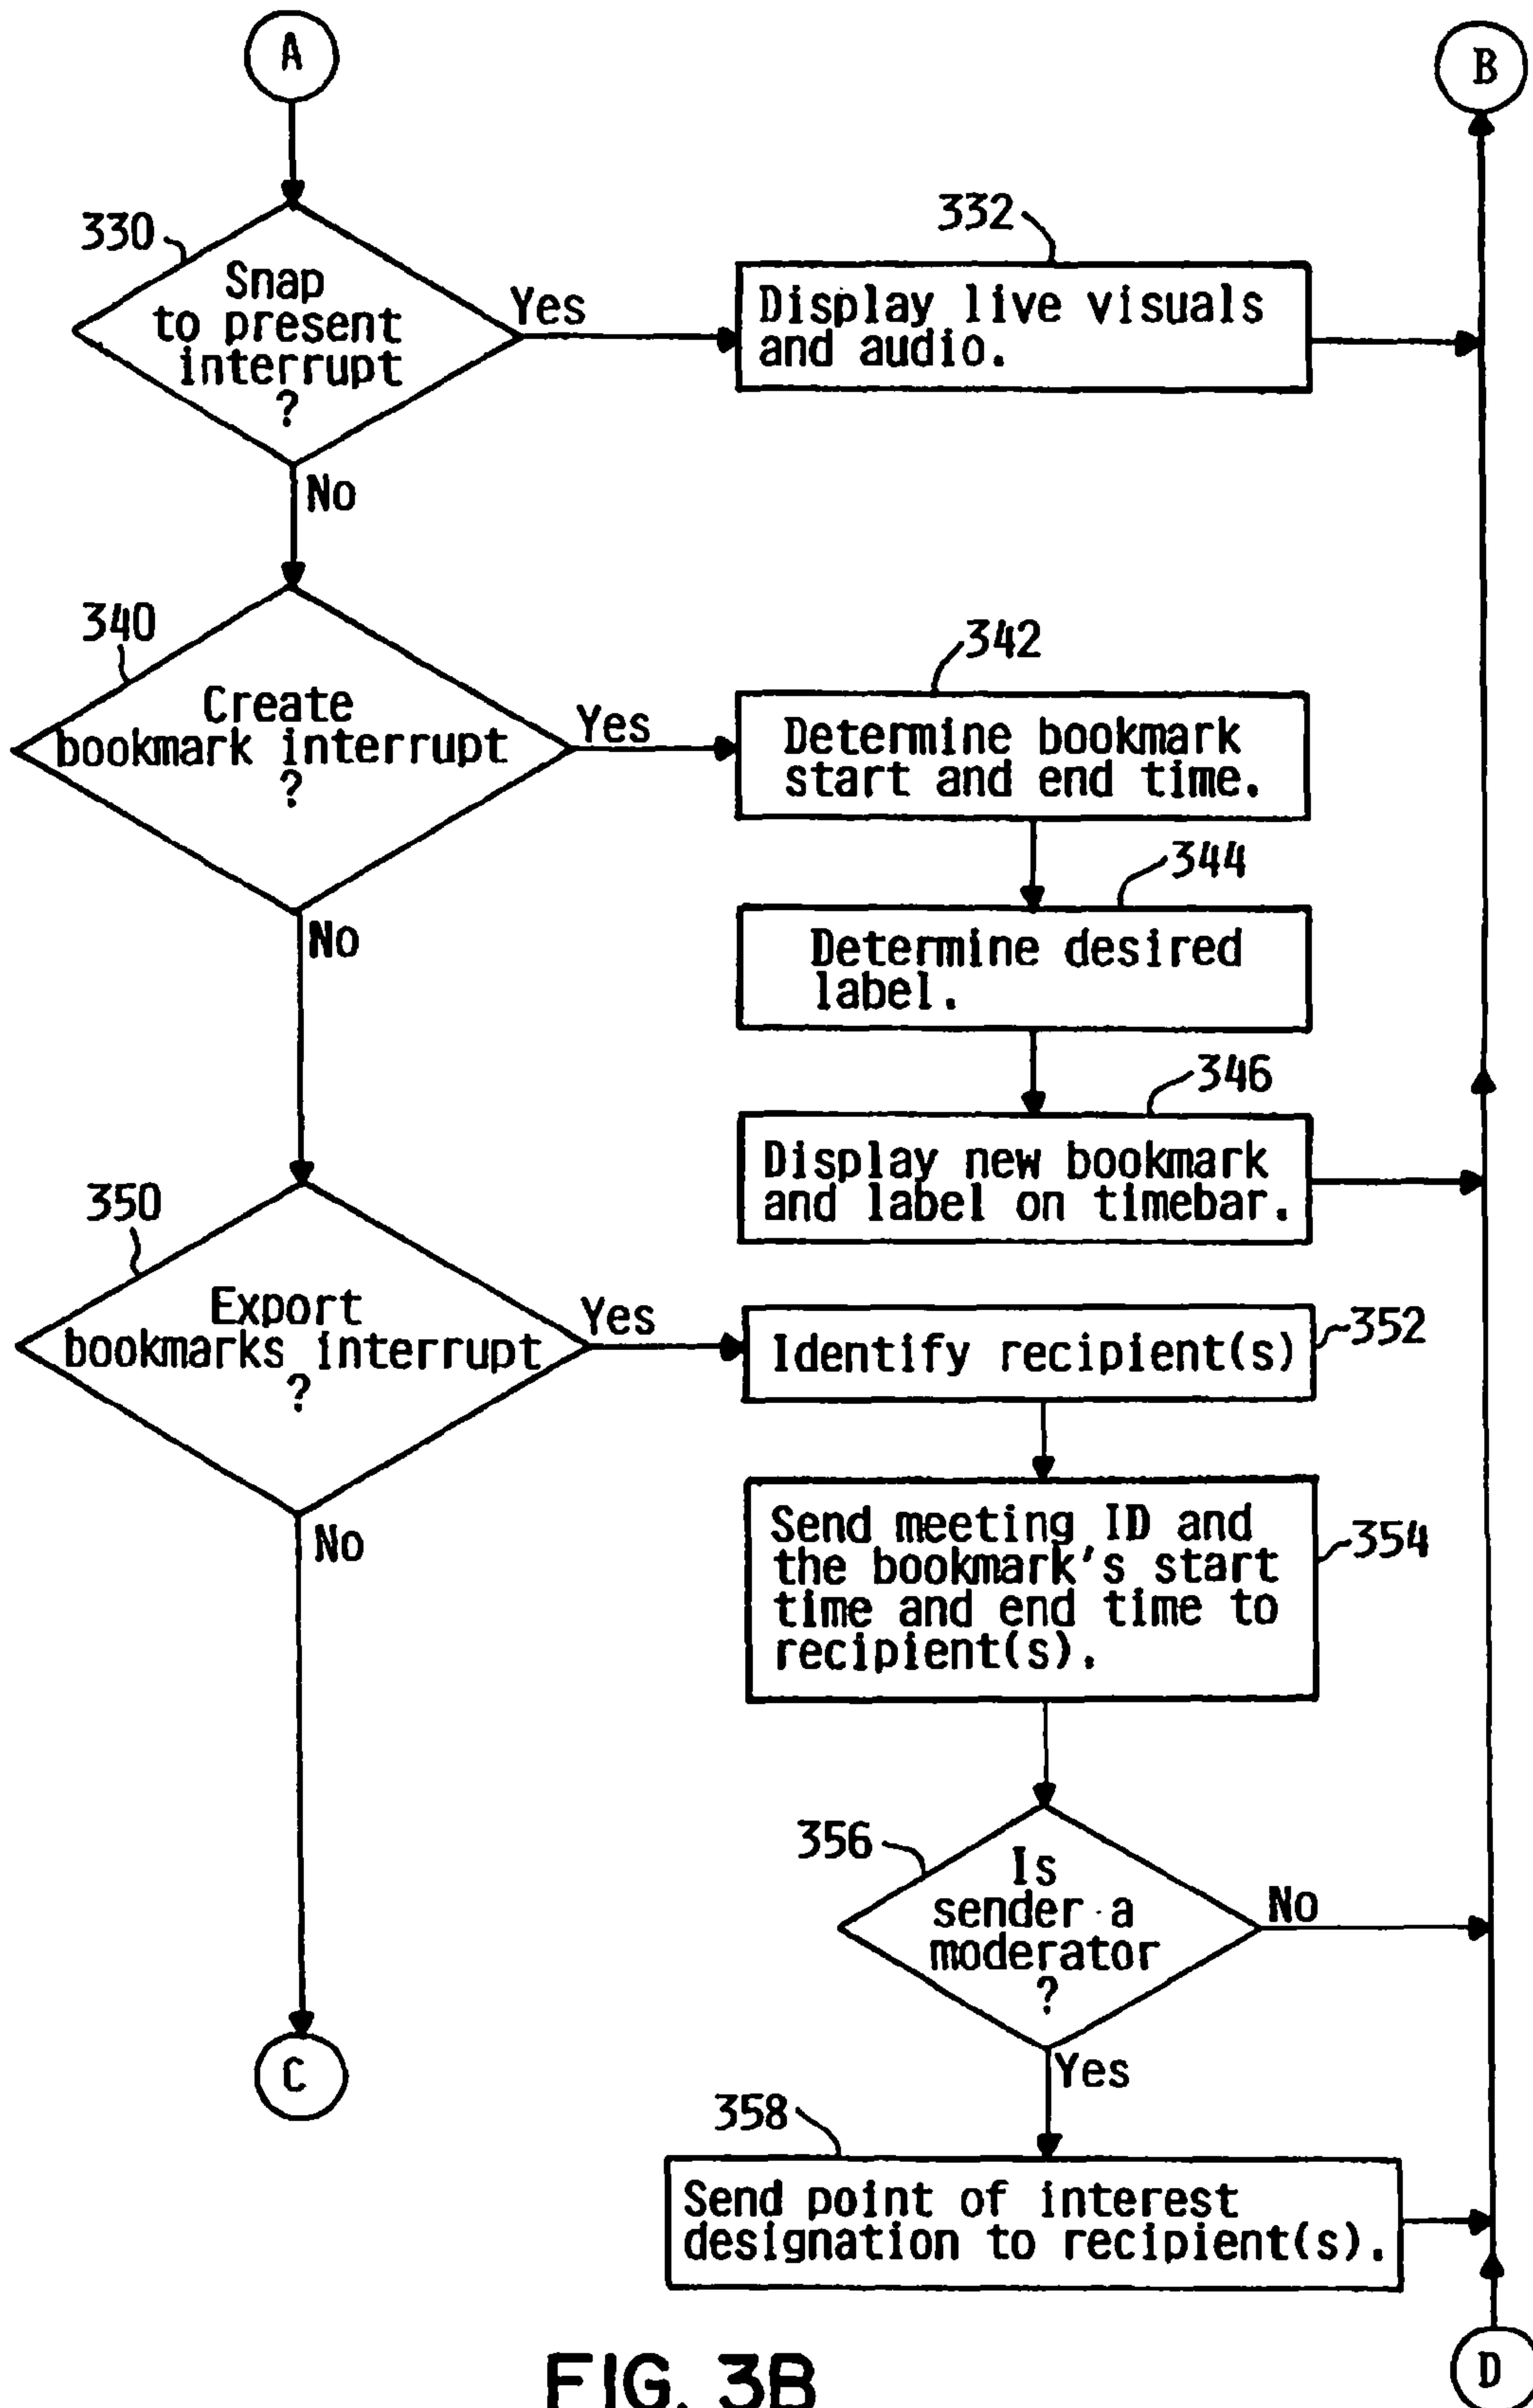 A
B
330
Snap
to present
interrupt
?
Yes
332
Display live visuals
and audio.
No
340
Create
bookmark interrupt
?
Yes
342
Determine bookmark
start and end time.
344
Determine desired
label.
No
346
Display new bookmark
and label on timebar.
350
Export
bookmarks interrupt
?
Yes
Identify recipient(s)
352
No
Send meeting ID and
the bookmark's start
time and end time to
recipient(s).
354
356
Is
sender a
moderator
?
No
Yes
C
358
Send point of interest
designation to recipient(s).
D
FIG. 3B